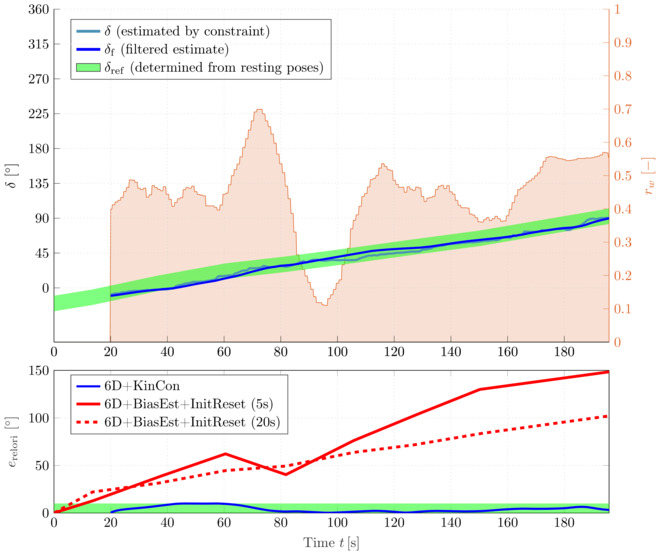 360
315
270
225
180
135
90
45
0
δ [°]
δ (estimated by constraint)
δf (filtered estimate)
δref (determined from resting poses)
1
0.9
0.8
0.7
0.6
0.5
0.4
0.3
0.2
0.1
0
rw [−]
0 20 40 60 80 100 120 140 160 180
150
100
50
0
erelori [°]
6D+KinCon
6D+BiasEst+InitReset (5s)
6D+BiasEst+InitReset (20s)
0 20 40 60 80 100 120 140 160 180
Time t [s]